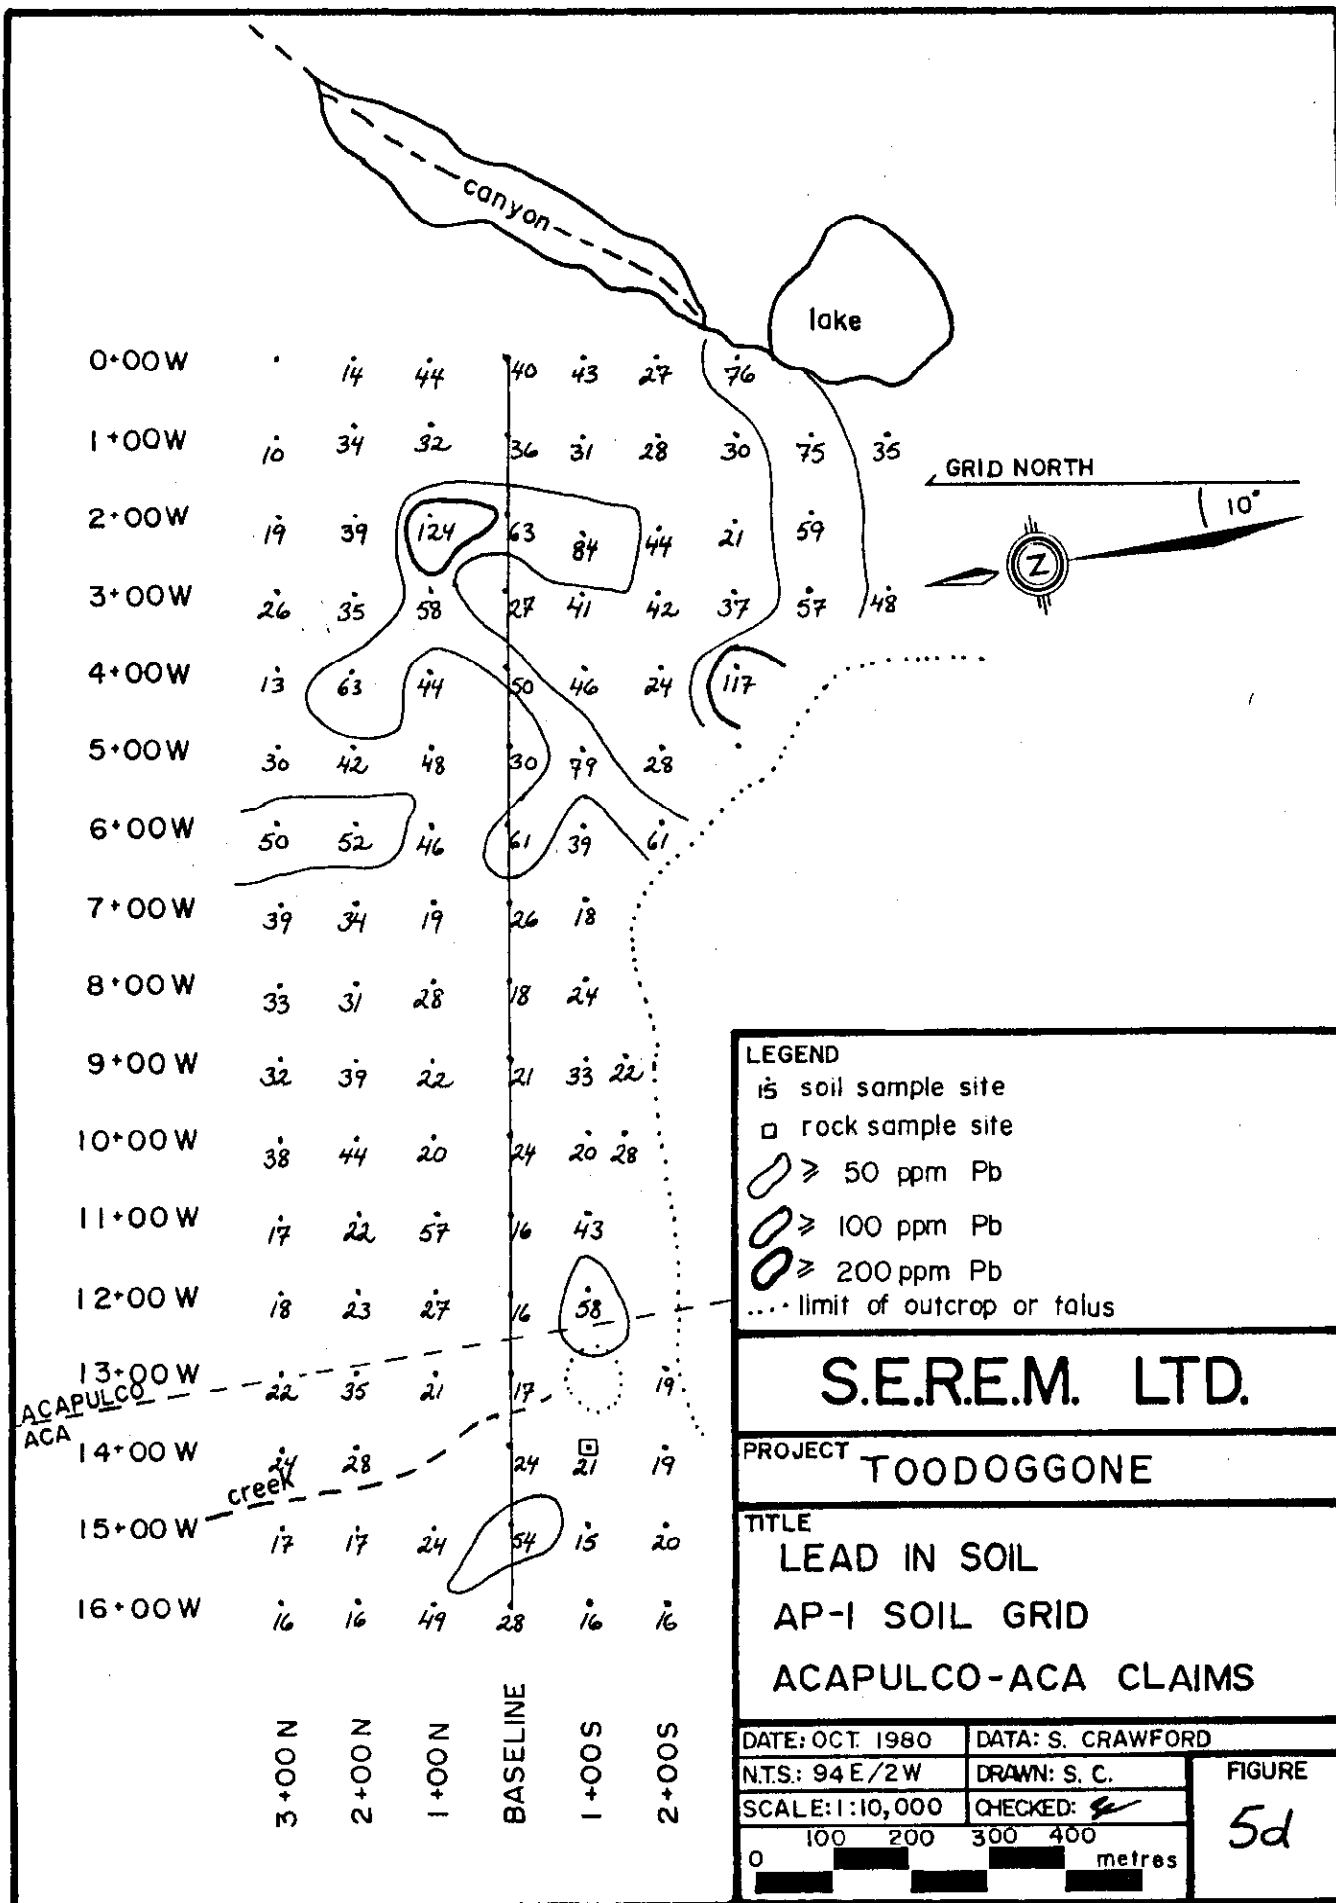 canyon
lake
0+00W 14 44 40 43 27 76
1+00W 10 34 32 36 31 28 30 75 35
GRID NORTH
10°
2+00W 19 39 124 63 84 44 21 59
Z
3+00W 26 35 58 27 41 42 37 57 48
4+00W 13 63 44 50 46 24 117
5+00W 30 42 48 30 79 28
6+00W 50 52 46 61 39 61
7+00W 39 34 19 26 18
8+00W 33 31 28 18 24
9+00W 32 39 22 21 33 22
10+00W 38 44 20 24 20 28
11+00W 17 22 57 16 43
12+00W 18 23 27 16 58
13+00W 22 35 21 17 19
ACAPULCO
ACA
14+00W 24 28 24 21 19
creek
15+00W 17 17 24 54 15 20
16+00W 16 16 49 28 16 16
3+00N
2+00N
1+00N
BASELINE
1+00S
2+00S
LEGEND
15 soil sample site
rock sample site
≥ 50 ppm Pb
≥ 100 ppm Pb
≥ 200 ppm Pb
.... limit of outcrop or talus
S.E.R.E.M. LTD.
PROJECT TOODOGGONE
TITLE
LEAD IN SOIL
AP-1 SOIL GRID
ACAPULCO-ACA CLAIMS
DATE: OCT. 1980
DATA: S. CRAWFORD
N.T.S.: 94 E/2W
DRAWN: S. C.
SCALE: 1:10,000
CHECKED:
FIGURE
5d
0 100 200 300 400 metres